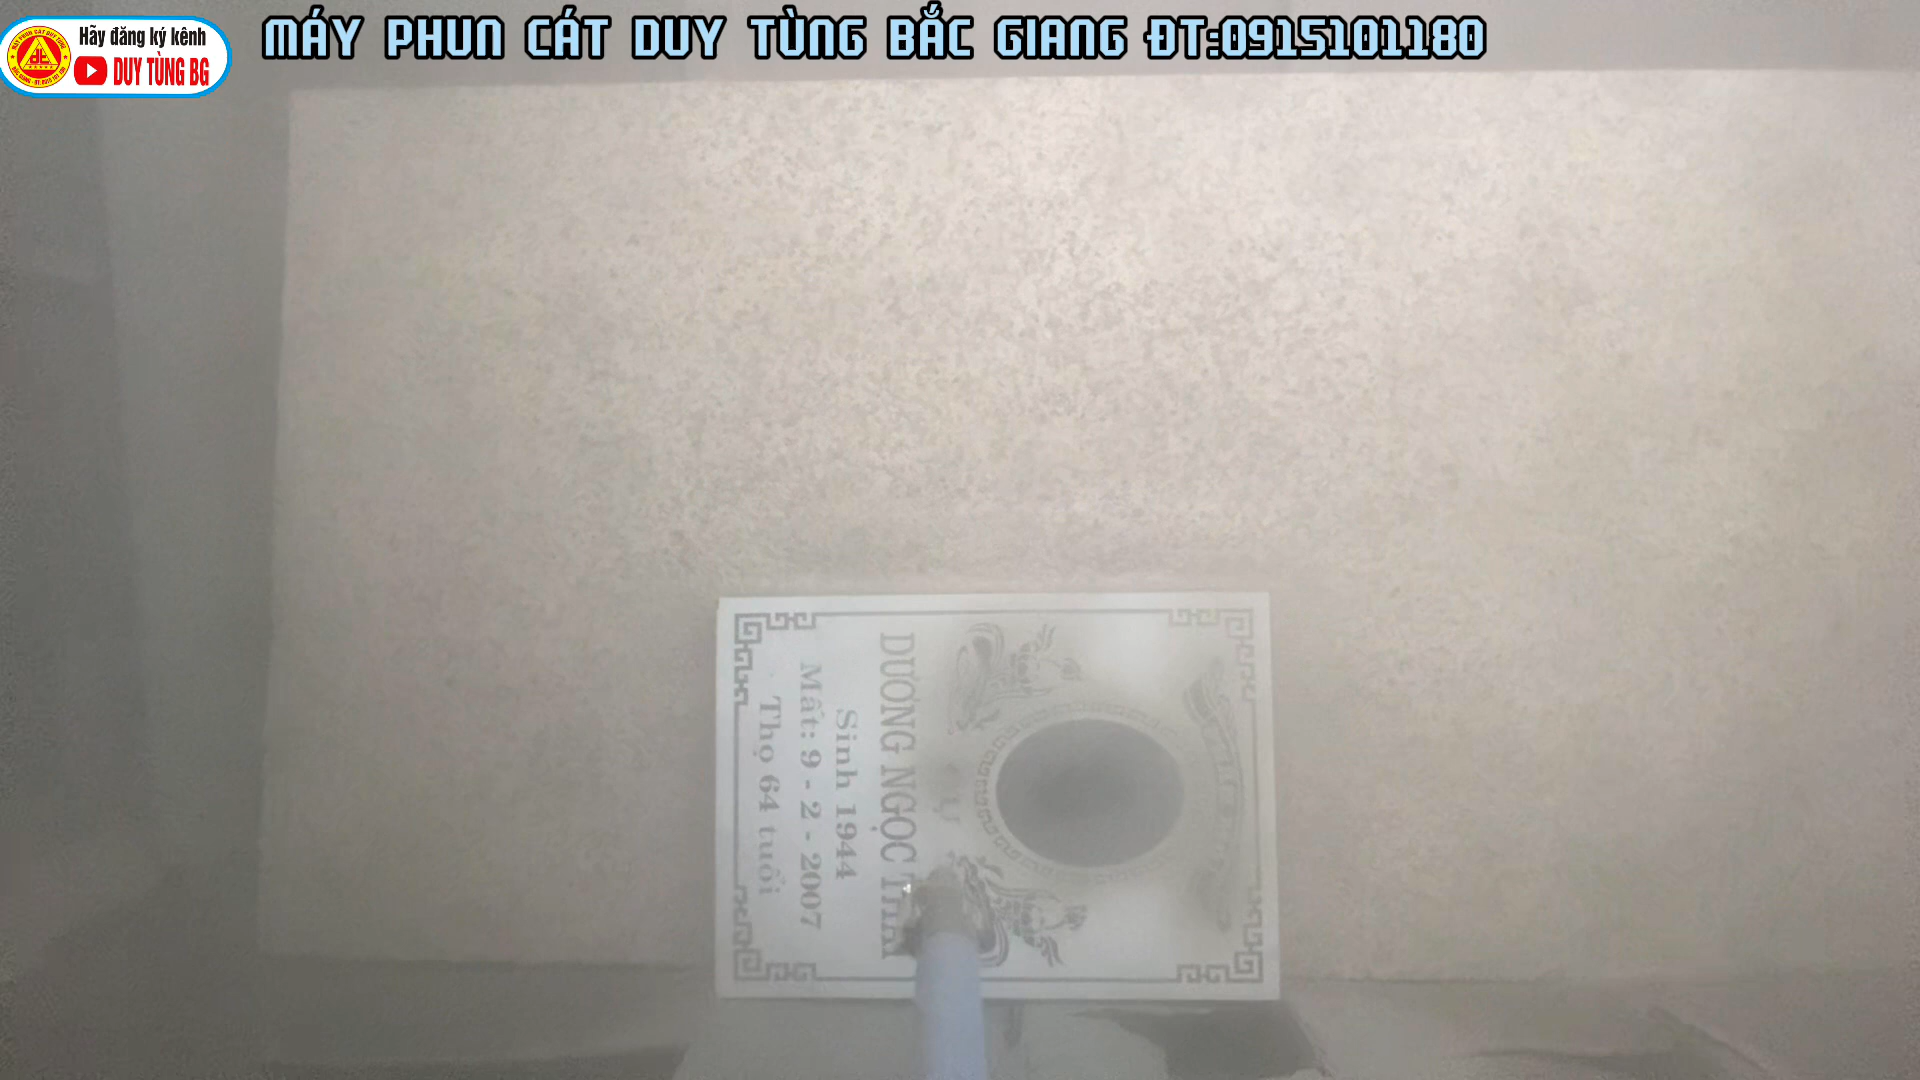 MÁY PHUN CÁT DUY TÙNG BẮC GIANG ĐT:0915101180
Hãy đăng ký kênh
DUY TÙNG BG
DƯƠNG NGỌC
Sinh 1944
Mất: 9 - 2 - 2007
Thọ 64 tuổi